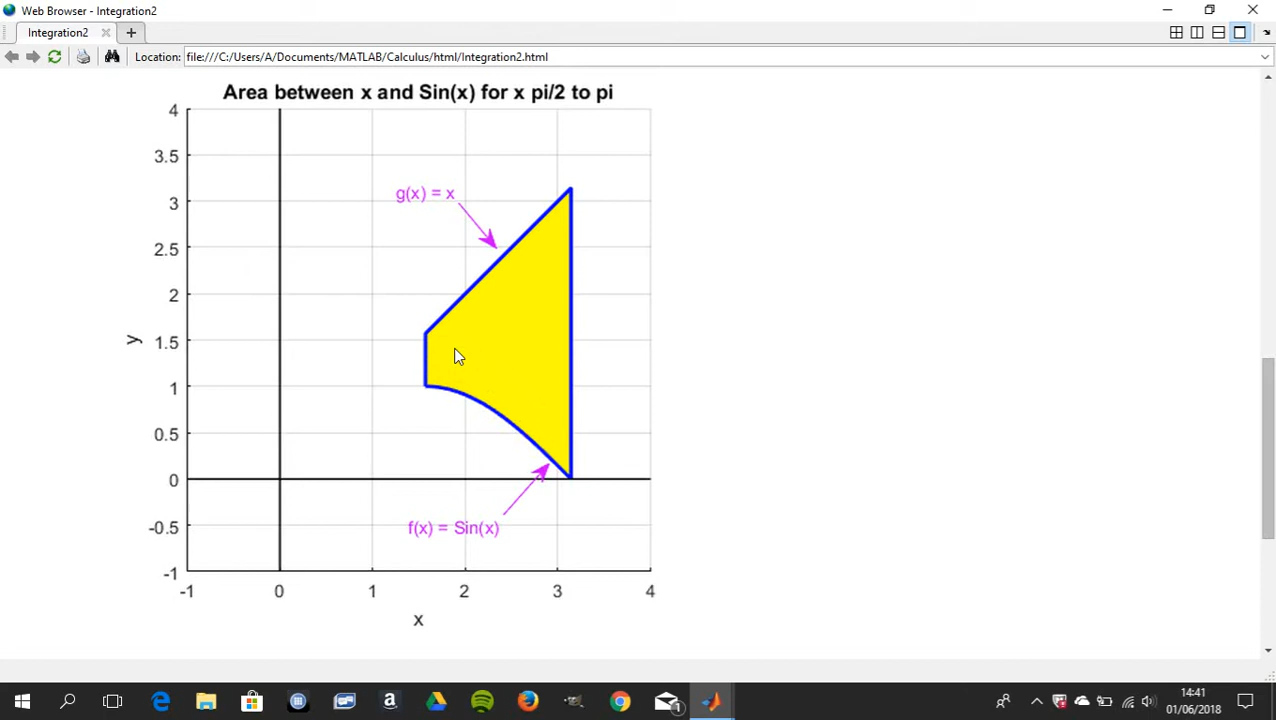 Web Browser - Integration2
Integration2
Location: file:///C:/Users/A/Documents/MATLAB/Calculus/html/Integration2.html
Area between x and Sin(x) for x pi/2 to pi
4
3.5
g(x) = x
3
2.5
2
1.5
y
1
0.5
0
f(x) = Sin(x)
-0.5
-1
-1 0 1 2 3 4
x
a
1
14:41
01/06/2018